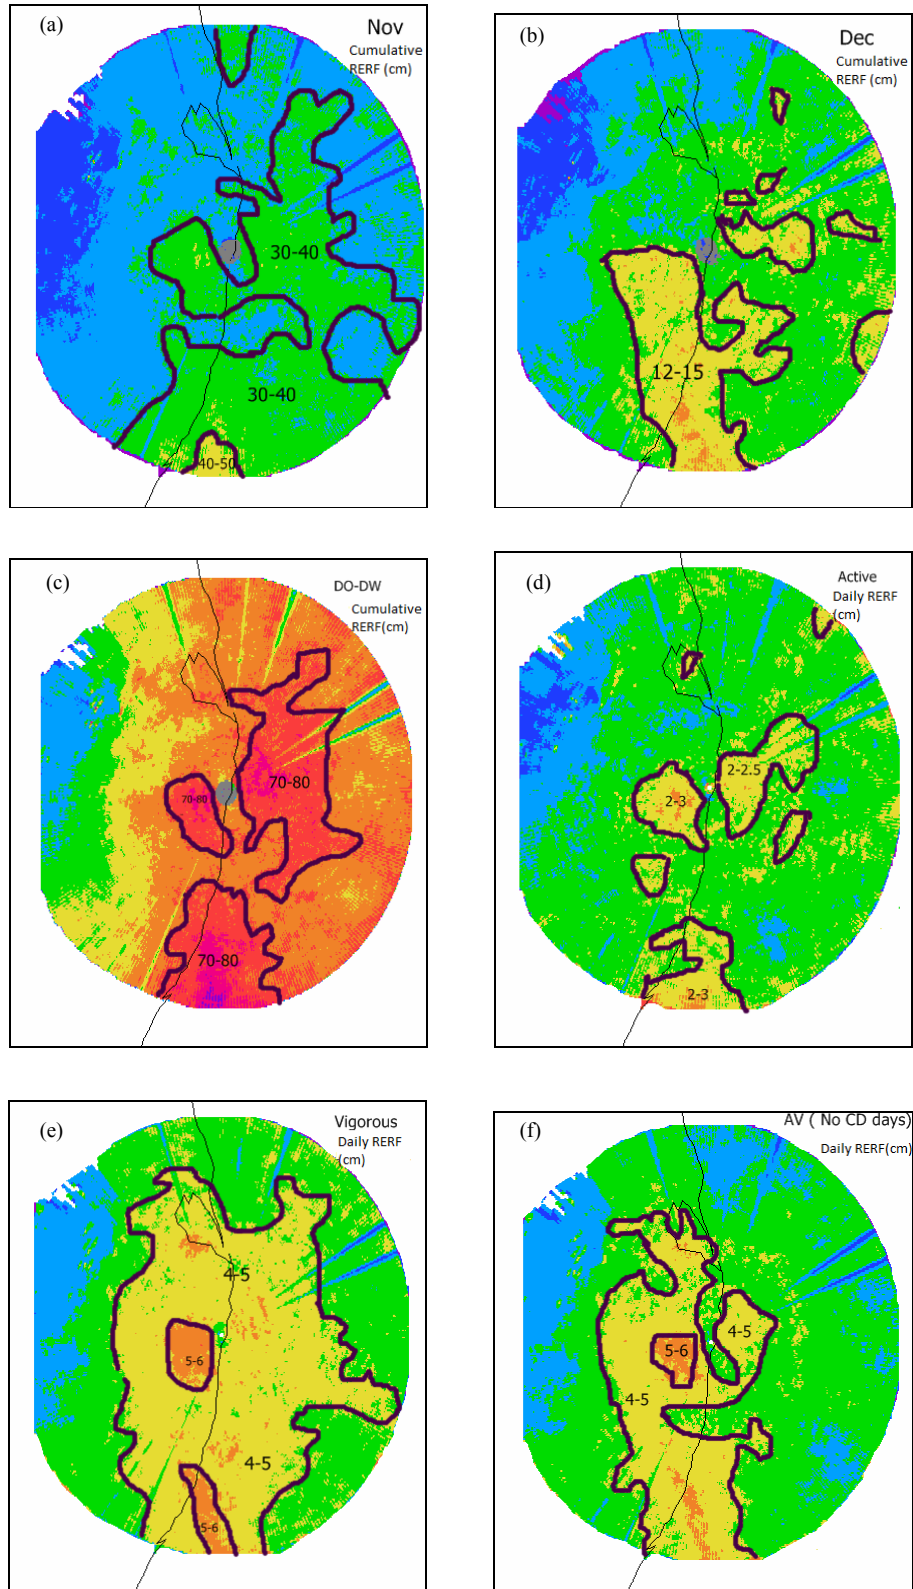 (a)
Nov
Cumulative
RERF (cm)
30-40
30-40
40-50
(b)
Dec
Cumulative
RERF (cm)
12-15
(c)
DO-DW
Cumulative
RERF(cm)
70-80
70-80
70-80
(d)
Active
Daily RERF
(cm)
2-2.5
2-3
2-3
(e)
Vigorous
Daily RERF
(cm)
4-5
5-6
4-5
5-6
(f)
AV ( No CD days)
Daily RERF(cm)
4-5
5-6
4-5